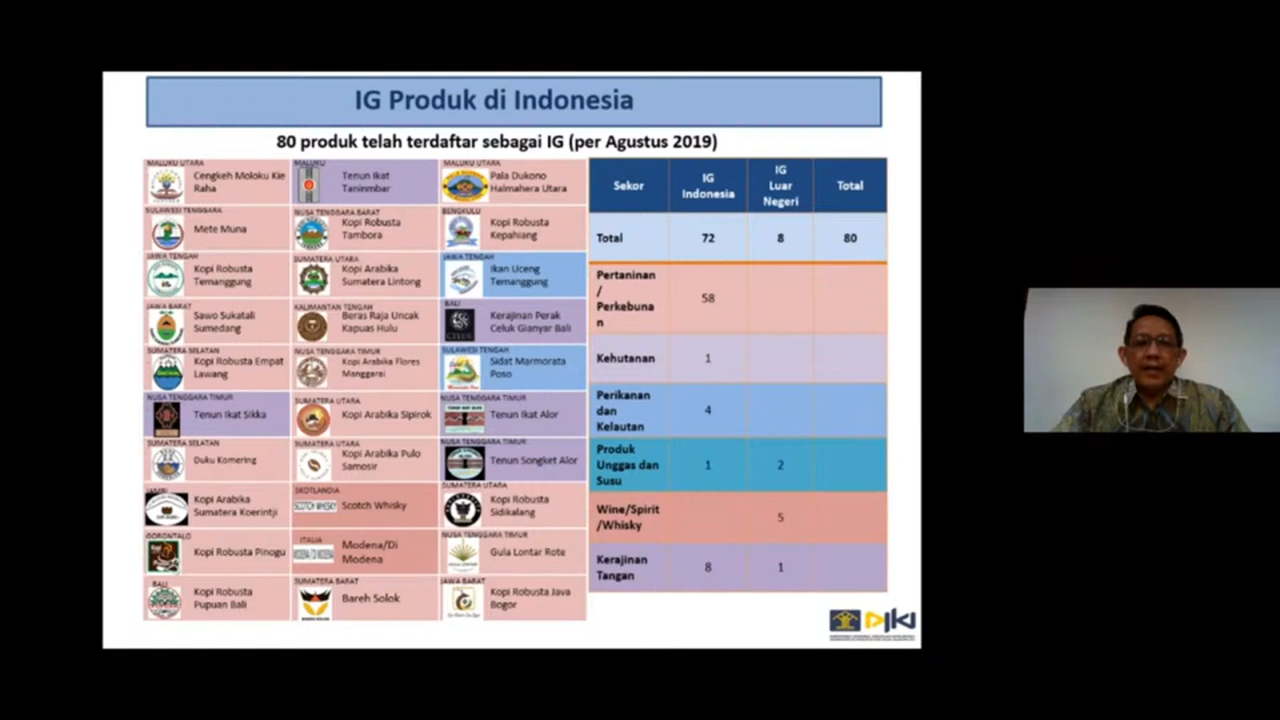 IG Produk di Indonesia
80 produk telah terdaftar sebagai IG (per Agustus 2019)
MALUKU UTARA
Cengkeh Moloku Kie
Raha
MALUKU
Tenun Ikat
Taninmbar
MALUKU UTARA
Pala Dukono
Halmahera Utara
SULAWESI TENGGARA
Mete Muna
NUSA TENGGARA BARAT
Kopi Robusta
Tambora
BENGKULU
Kopi Robusta
Kepahiang
JAWA TENGAH
Kopi Robusta
Temanggung
SUMATERA UTARA
Kopi Arabika
Sumatera Lintong
JAWA TENGAH
Ikan Uceng
Temanggung
JAWA BARAT
Sawo Sukatali
Sumedang
KALIMANTAN TENGAH
Beras Raja Uncak
Kapuas Hulu
BALI
Kerajinan Perak
Celuk Gianyar Bali
CELUK
SUMATERA SELATAN
Kopi Robusta Empat
Lawang
NUSA TENGGARA TIMUR
Kopi Arabika Flores
Manggarai
SULAWESI TENGAH
Sidat Marmorata
Poso
NUSA TENGGARA TIMUR
Tenun Ikat Sikka
SUMATERA UTARA
Kopi Arabika Sipirok
NUSA TENGGARA TIMUR
Tenun Ikat Alor
SUMATERA SELATAN
Duku Komering
SUMATERA UTARA
Kopi Arabika Pulo
Samosir
NUSA TENGGARA TIMUR
Tenun Songket Alor
JAMBI
Kopi Arabika
Sumatera Koerintji
SKOTLANDIA
SCOTCH WHISKY
Scotch Whisky
SUMATERA UTARA
Kopi Robusta
Sidikalang
GORONTALO
Kopi Robusta Pinogu
ITALIA
Modena/Di
Modena
NUSA TENGGARA TIMUR
Gula Lontar Rote
BALI
Kopi Robusta
Pupuan Bali
SUMATERA BARAT
Bareh Solok
JAWA BARAT
Kopi Robusta Java
Bogor
Sektor
IG
Indonesia
IG
Luar
Negeri
Total
Total
72
8
80
Pertaninan
/
Perkebuna
n
58
Kehutanan
1
Perikanan
dan
Kelautan
4
Produk
Unggas dan
Susu
1
2
Wine/Spirit
/Whisky
5
Kerajinan
Tangan
8
1
DJKI